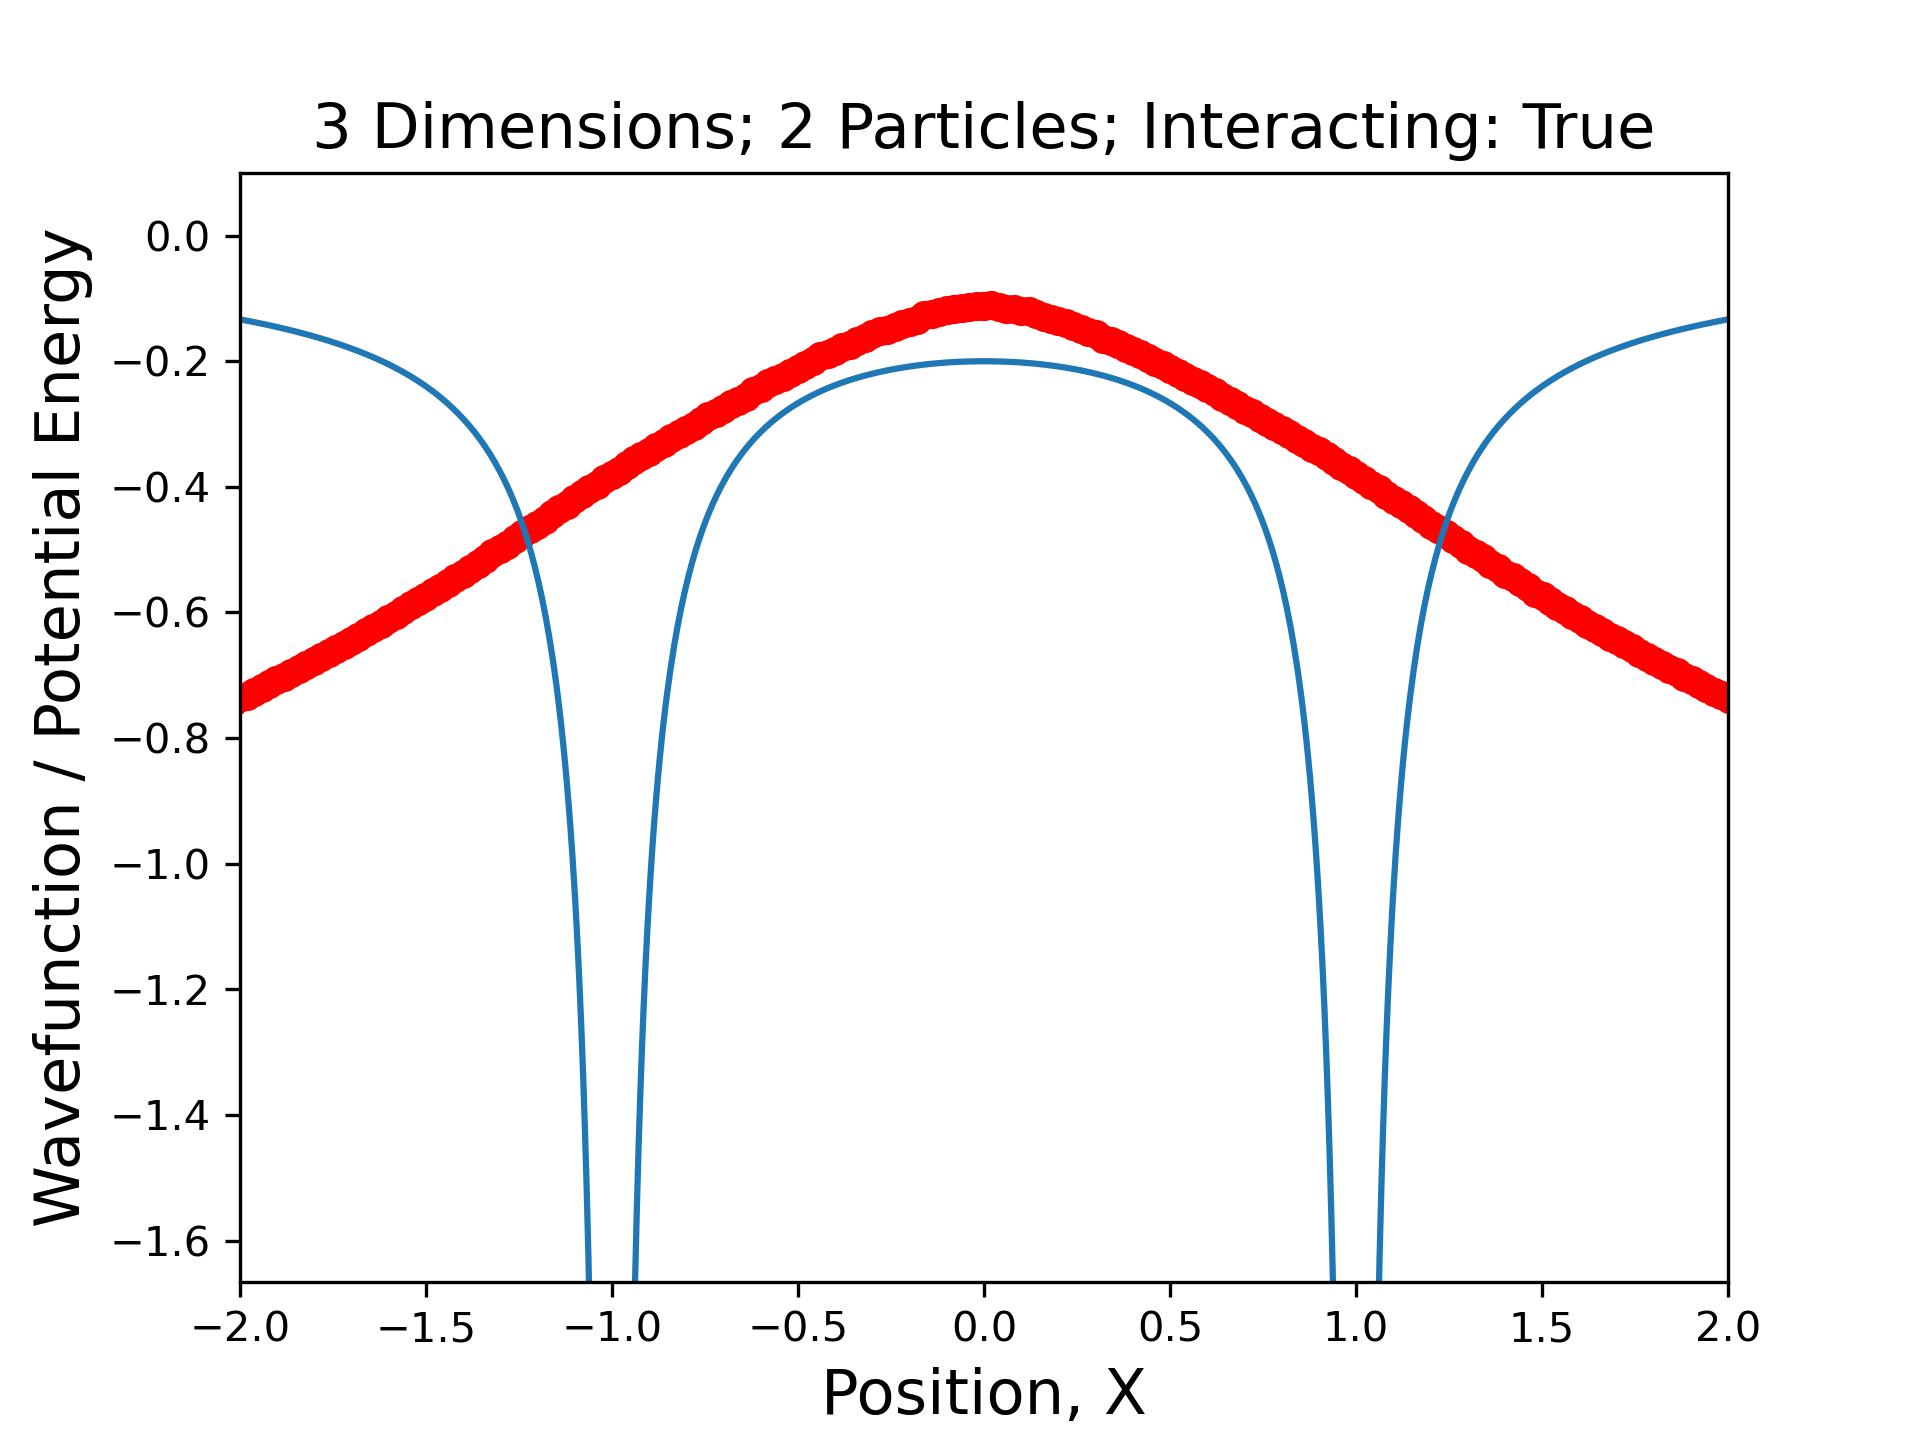 3 Dimensions; 2 Particles; Interacting: True
Wavefunction / Potential Energy
0.0
−0.2
−0.4
−0.6
−0.8
−1.0
−1.2
−1.4
−1.6
−2.0 −1.5 −1.0 −0.5 0.0 0.5 1.0 1.5 2.0
Position, X